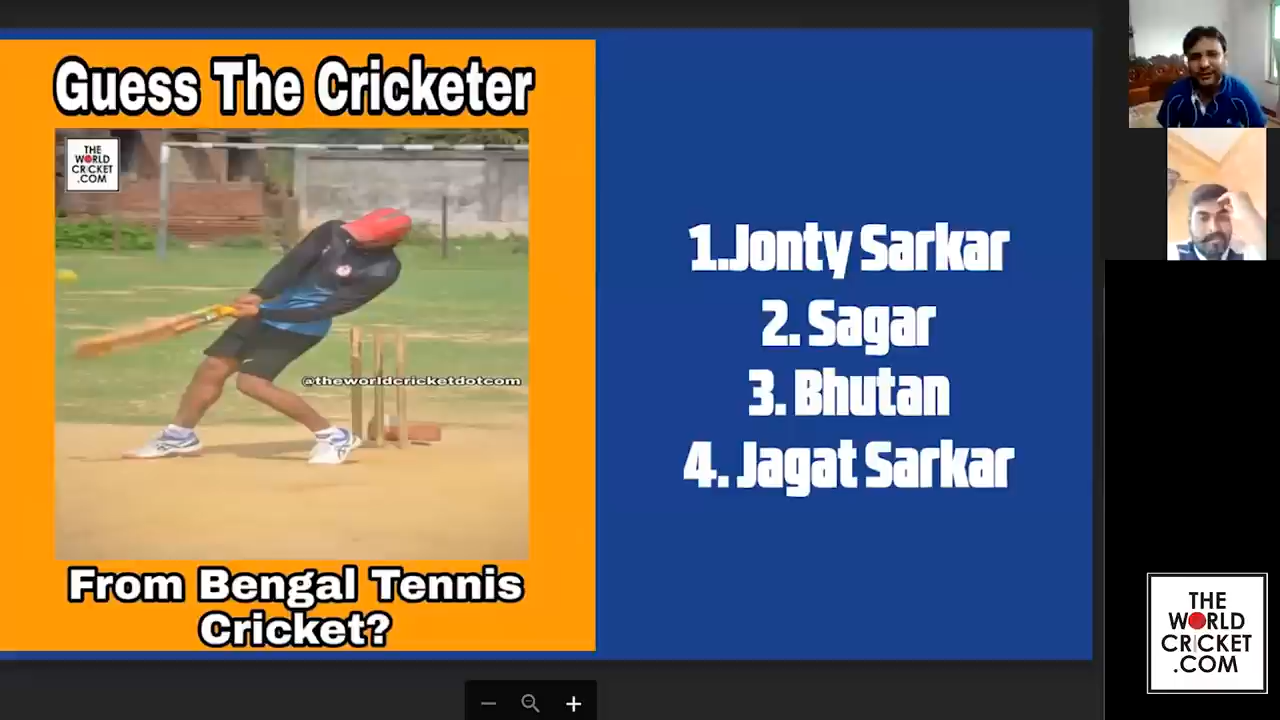 Guess The Cricketer
THE
WORLD
CRICKET
.COM
@theworldcricketdotcom
From Bengal Tennis
Cricket?
1.Jonty Sarkar
2. Sagar
3. Bhutan
4. Jagat Sarkar
THE
WORLD
CRICKET
.COM